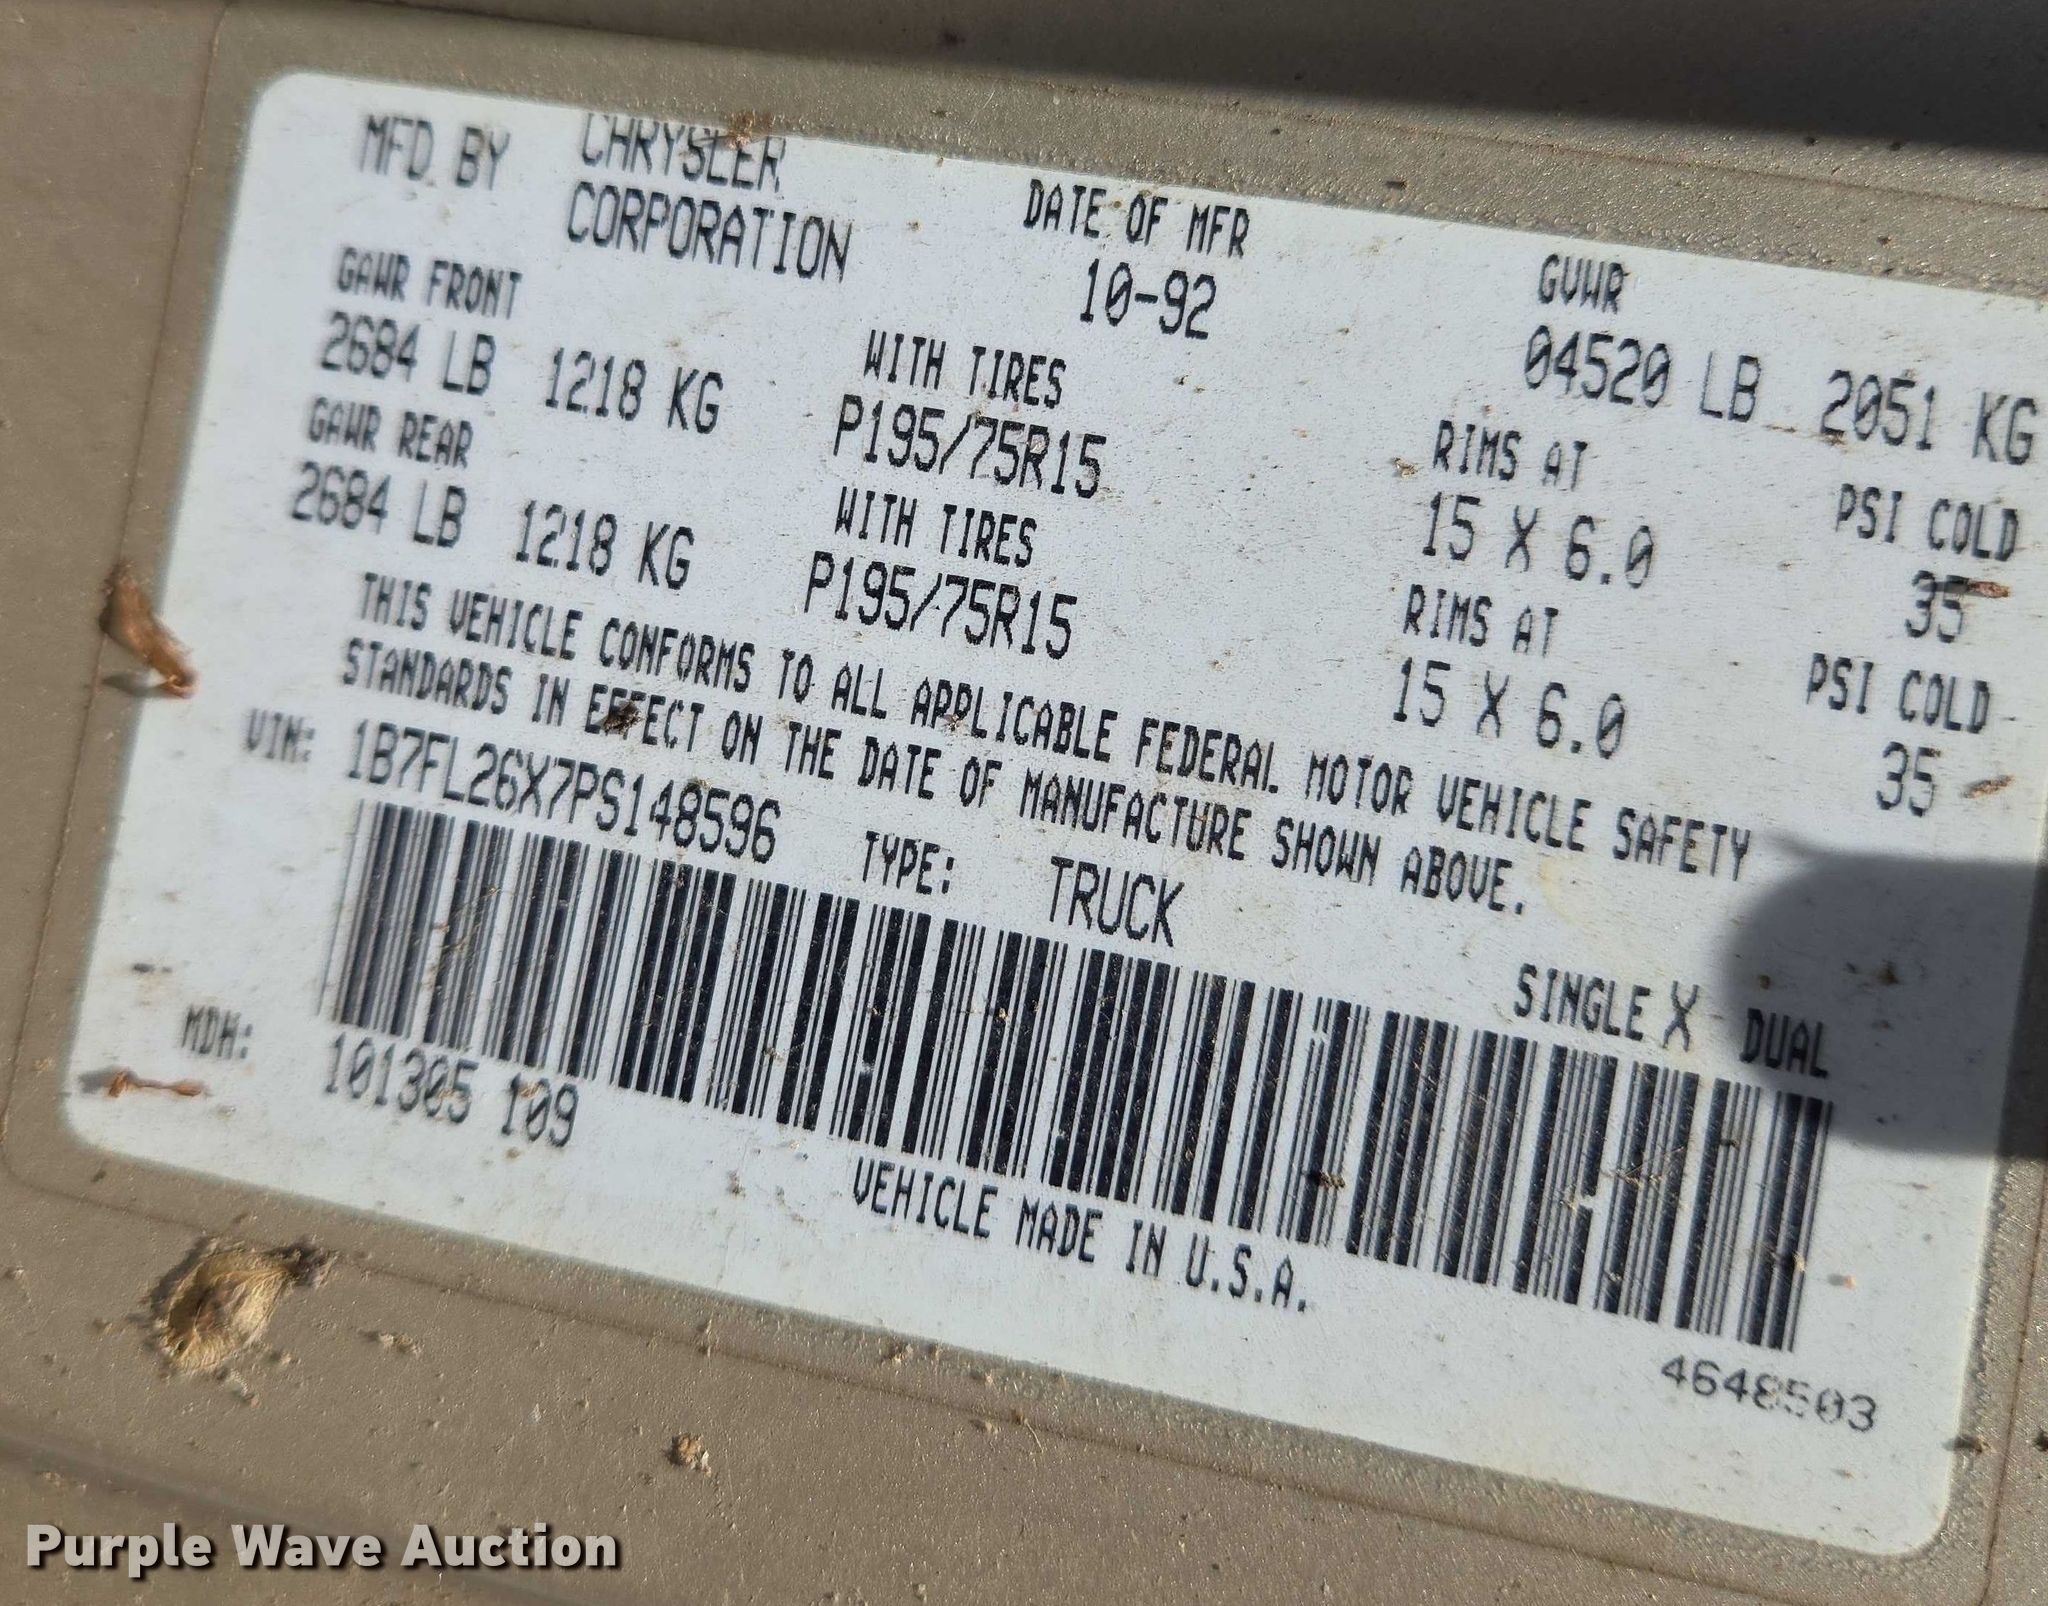 MFD BY CHRYSLER CORPORATION
DATE OF MFR 10-92
GVWR 04520 LB 2051 KG
GAWR FRONT WITH TIRES RIMS AT PSI COLD
2684 LB 1218 KG P195/75R15 15 X 6.0 35
GAWR REAR WITH TIRES RIMS AT PSI COLD
2684 LB 1218 KG P195/75R15 15 X 6.0 35
THIS VEHICLE CONFORMS TO ALL APPLICABLE FEDERAL MOTOR VEHICLE SAFETY
STANDARDS IN EFFECT ON THE DATE OF MANUFACTURE SHOWN ABOVE.
VIN: 1B7FL26X7PS148596 TYPE: TRUCK SINGLE X DUAL
MDH: 101305 109
VEHICLE MADE IN U.S.A.
4648503
Purple Wave Auction